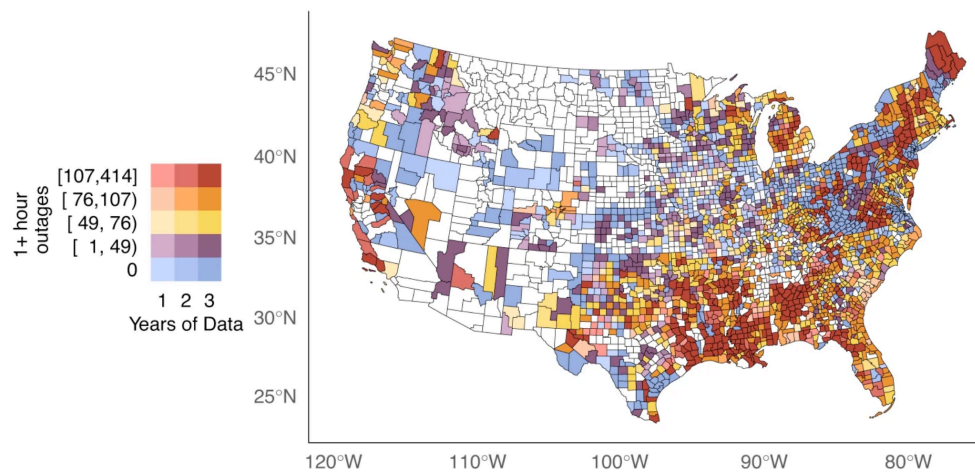 45°N
40°N
35°N
30°N
25°N
1+ hour
outages
[107,414]
[ 76,107)
[ 49, 76)
[ 1, 49)
0
1 2 3
Years of Data
120°W 110°W 100°W 90°W 80°W